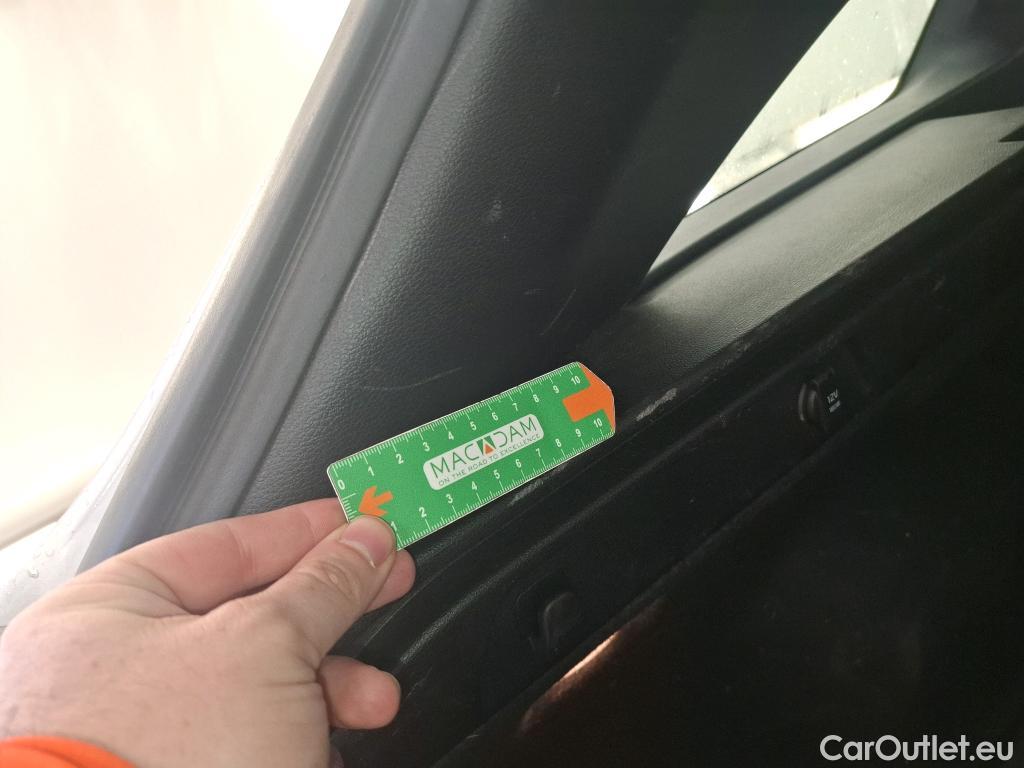 0 1 2 3 4 5 6 7 8 9 10
MACADAM
ON THE ROAD TO EXCELLENCE
1 2 3 4 5 6 7 8 9 10
12V
CarOutlet.eu